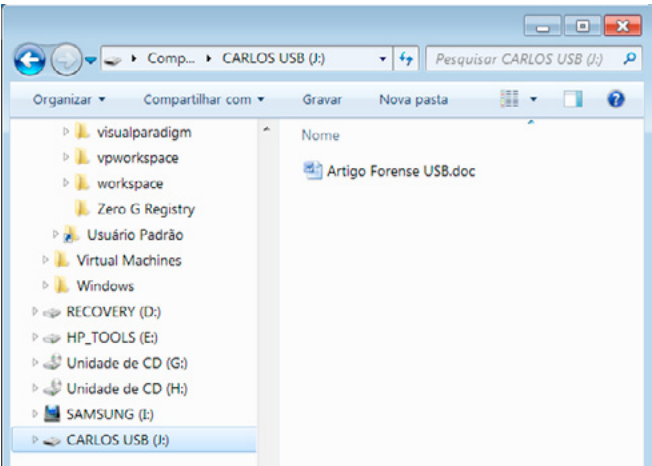 Comp... CARLOS USB (J:) Pesquisar CARLOS USB (J:)
Organizar Compartilhar com Gravar Nova pasta
visualparadigm
vpworkspace
workspace
Zero G Registry
Usuário Padrão
Virtual Machines
Windows
RECOVERY (D:)
HP_TOOLS (E:)
Unidade de CD (G:)
Unidade de CD (H:)
SAMSUNG (I:)
CARLOS USB (J:)
Nome
Artigo Forense USB.doc